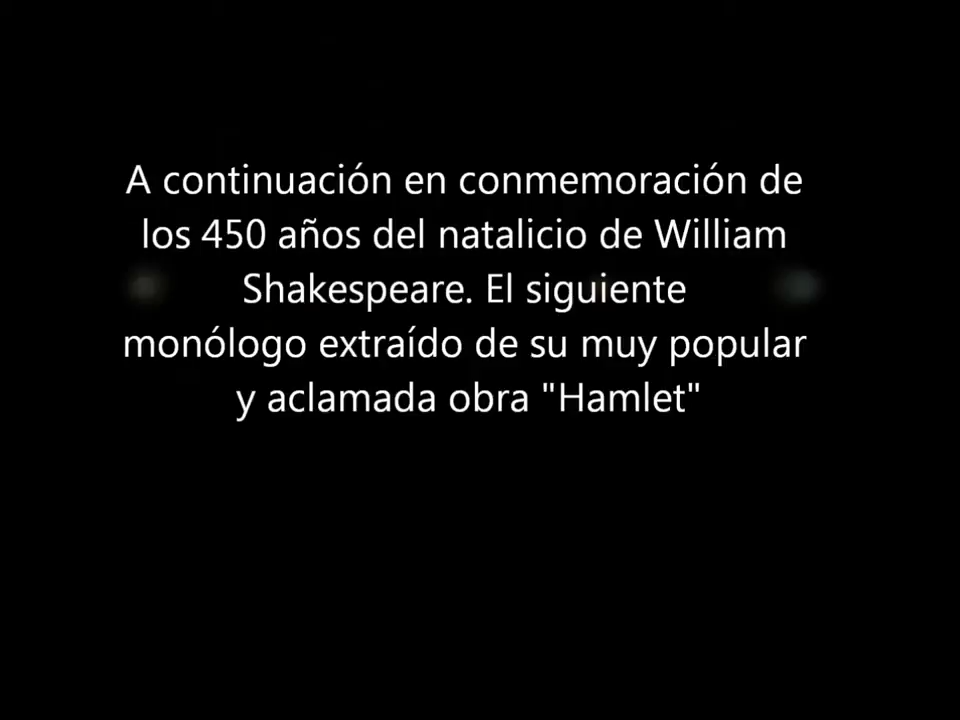 A continuación en conmemoración de
los 450 años del natalicio de William
Shakespeare. El siguiente
monólogo extraído de su muy popular
y aclamada obra "Hamlet"